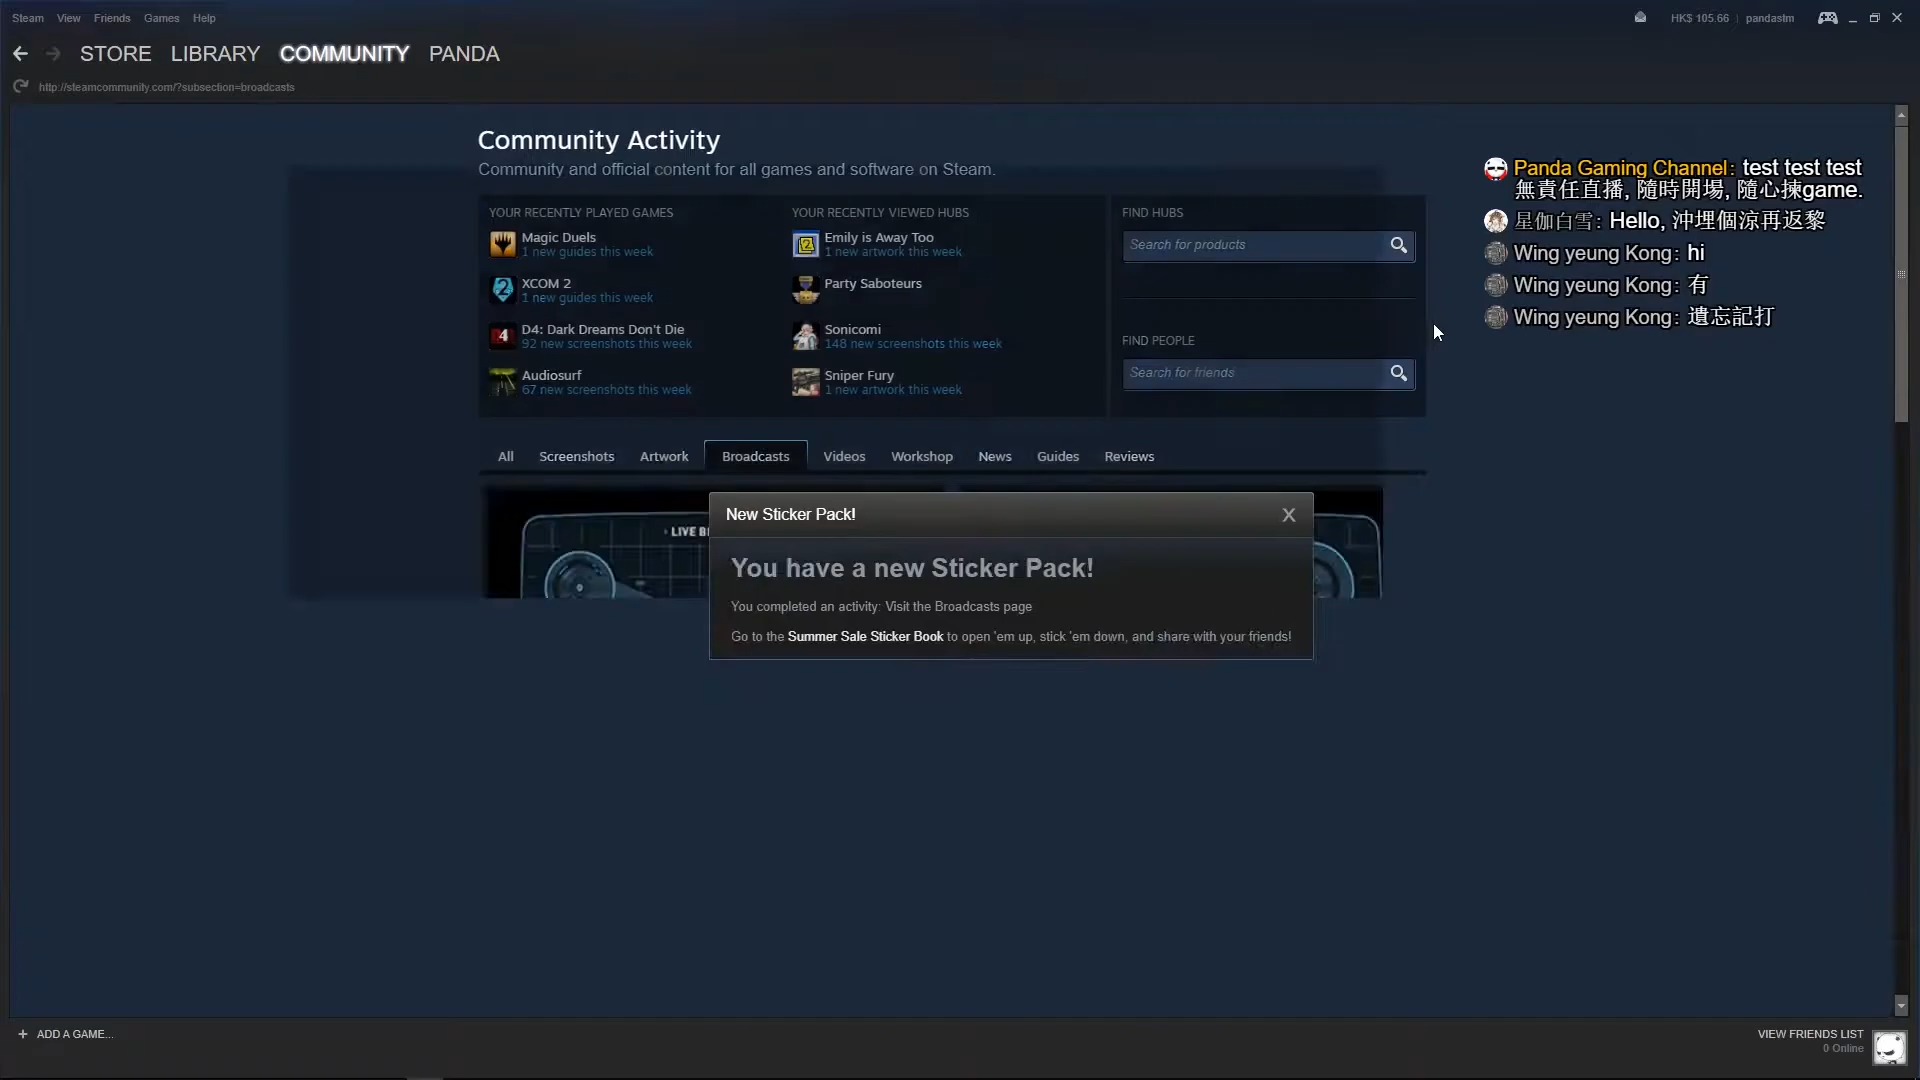 Steam View Friends Games Help
HK$ 105.66 pandastm
STORE LIBRARY COMMUNITY PANDA
http://steamcommunity.com/?subsection=broadcasts
Community Activity
Community and official content for all games and software on Steam.
YOUR RECENTLY PLAYED GAMES
Magic Duels
1 new guides this week
XCOM 2
1 new guides this week
D4: Dark Dreams Don't Die
92 new screenshots this week
Audiosurf
67 new screenshots this week
YOUR RECENTLY VIEWED HUBS
Emily is Away Too
1 new artwork this week
Party Saboteurs
Sonicomi
148 new screenshots this week
Sniper Fury
1 new artwork this week
FIND HUBS
Search for products
FIND PEOPLE
Search for friends
Panda Gaming Channel: test test test
無責任直播, 隨時開場, 隨心揀game.
星伽白雪: Hello, 沖埋個涼再返黎
Wing yeung Kong: hi
Wing yeung Kong: 有
Wing yeung Kong: 遺忘記打
All Screenshots Artwork Broadcasts Videos Workshop News Guides Reviews
LIVE
New Sticker Pack! X
You have a new Sticker Pack!
You completed an activity: Visit the Broadcasts page
Go to the Summer Sale Sticker Book to open 'em up, stick 'em down, and share with your friends!
+ ADD A GAME...
VIEW FRIENDS LIST
0 Online